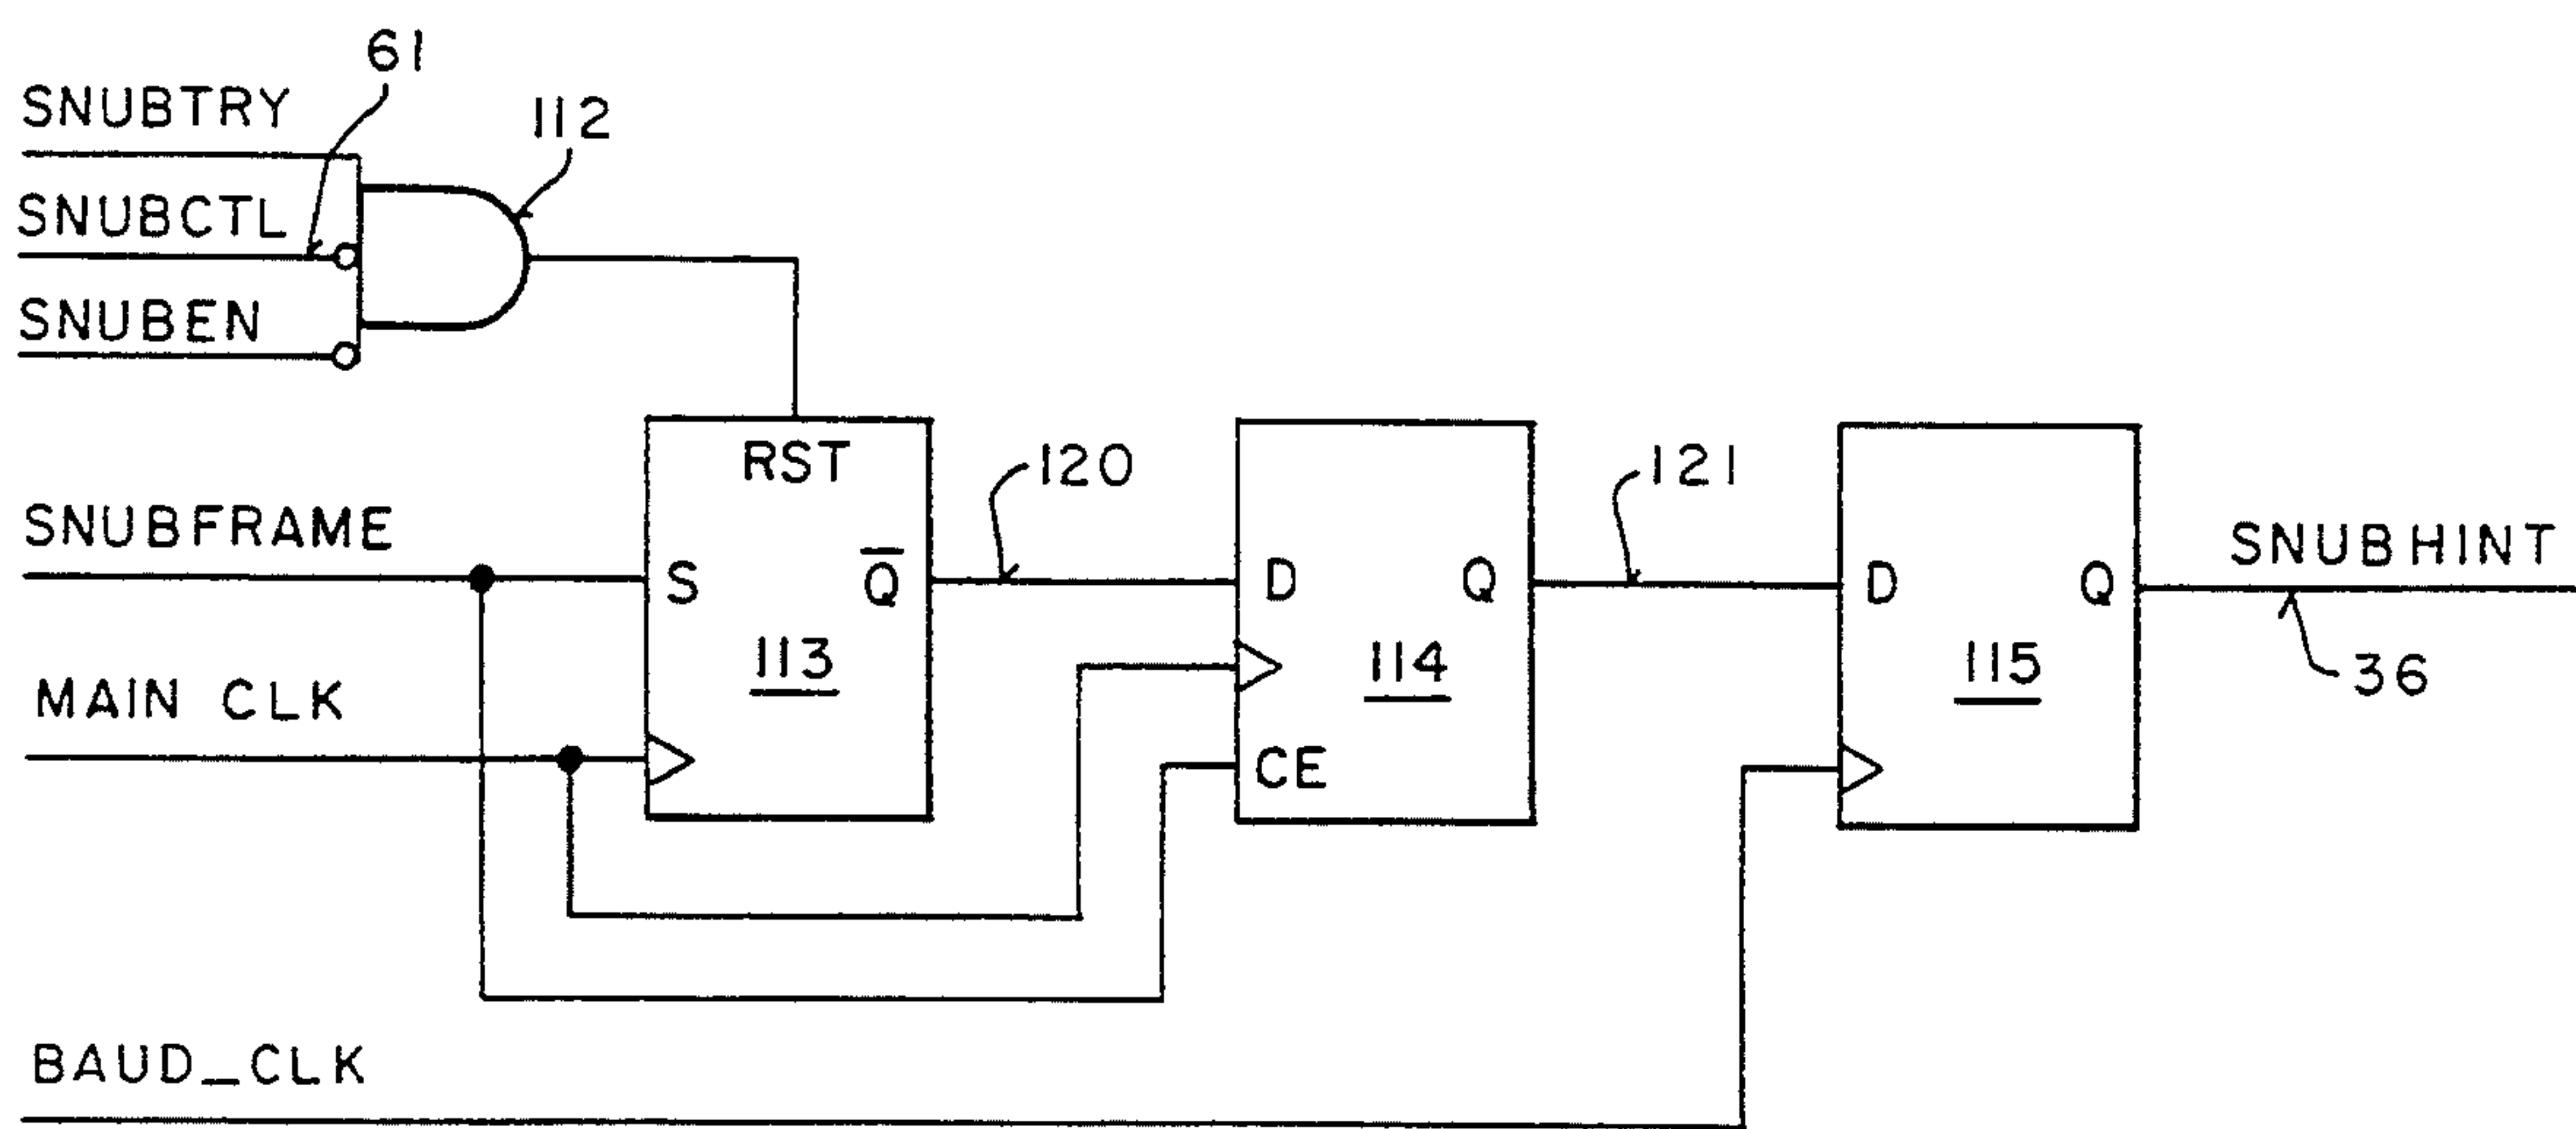 61
SNUBTRY
112
SNUBCTL
SNUBEN
RST
120
121
SNUBFRAME
SNUBHINT
S
Q̅
D
Q
D
Q
113
114
115
36
MAIN CLK
CE
BAUD_CLK